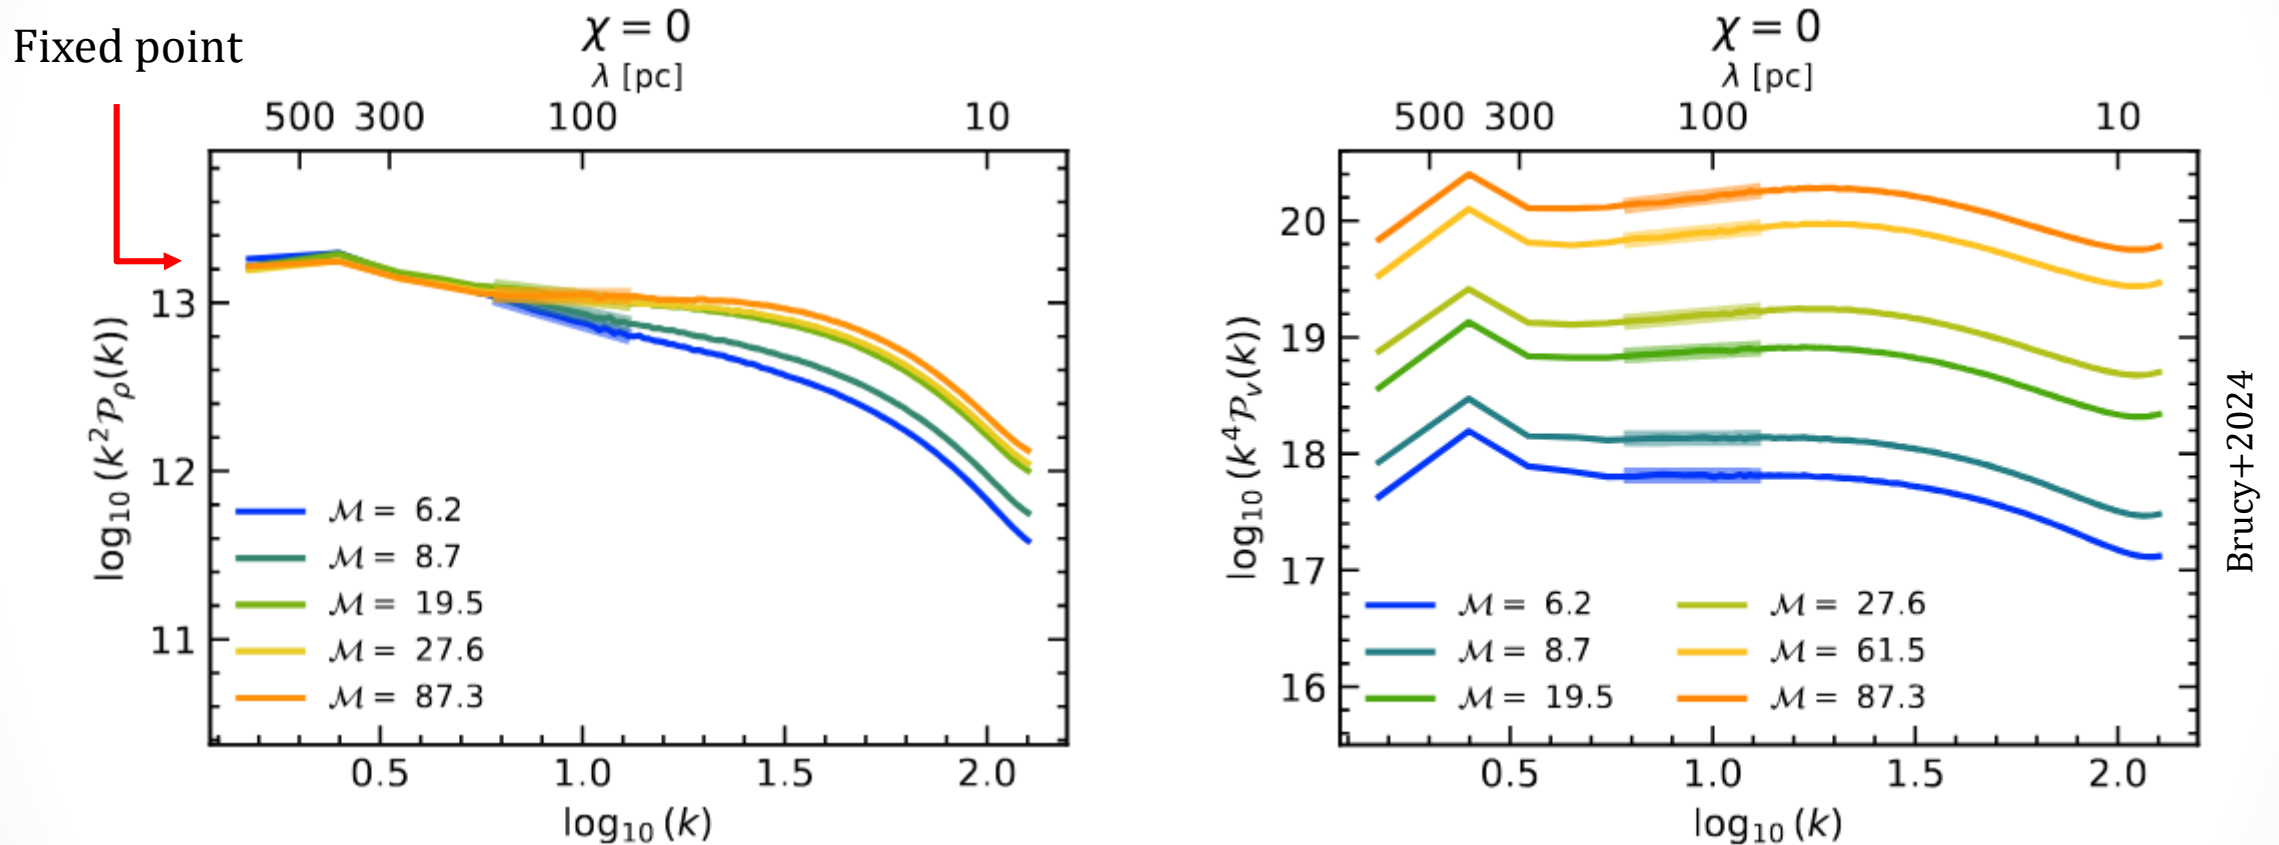 Fixed point
χ = 0
λ [pc]
500 300 100 10
13
12
11
log₁₀ (k²𝒫ᵨ(k))
ℳ = 6.2
ℳ = 8.7
ℳ = 19.5
ℳ = 27.6
ℳ = 87.3
0.5 1.0 1.5 2.0
log₁₀ (k)
χ = 0
λ [pc]
500 300 100 10
20
19
18
17
16
log₁₀ (k⁴𝒫ᵥ(k))
ℳ = 6.2
ℳ = 8.7
ℳ = 19.5
ℳ = 27.6
ℳ = 61.5
ℳ = 87.3
0.5 1.0 1.5 2.0
log₁₀ (k)
Brucy+2024